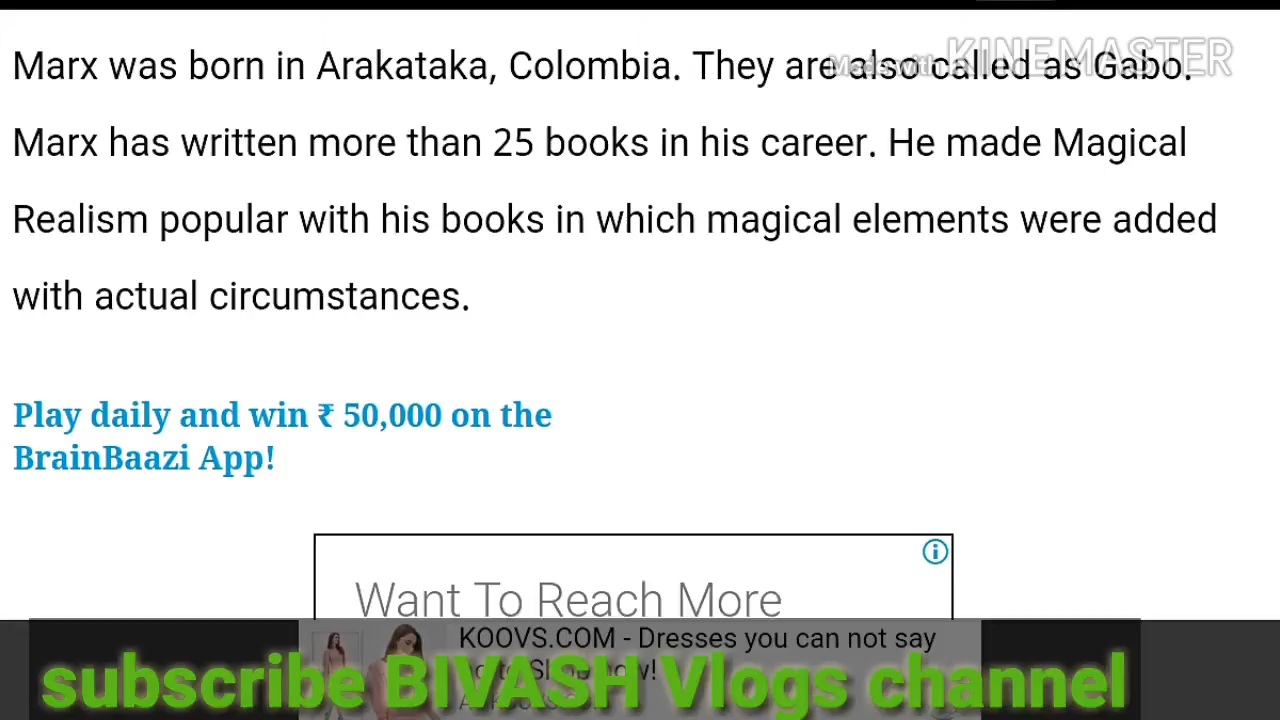 Marx was born in Arakataka, Colombia. They are also called as Gabo.
Made with KINEMASTER
Marx has written more than 25 books in his career. He made Magical
Realism popular with his books in which magical elements were added
with actual circumstances.
Play daily and win ₹ 50,000 on the
BrainBaazi App!
Want To Reach More
KOOVS.COM - Dresses you can not say
subscribe BIVASH Vlogs channel